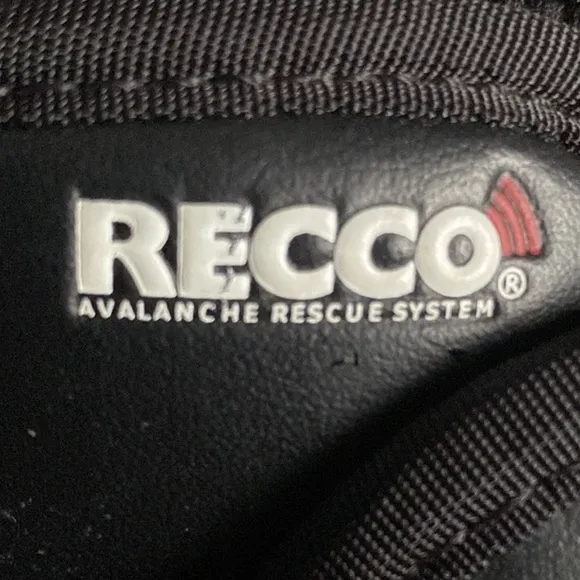 RECCO®
AVALANCHE RESCUE SYSTEM